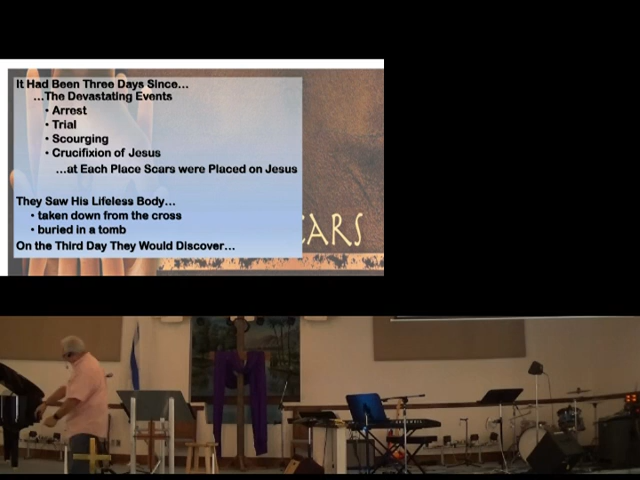 It Had Been Three Days Since...
...The Devastating Events
• Arrest
• Trial
• Scourging
• Crucifixion of Jesus
...at Each Place Scars were Placed on Jesus
They Saw His Lifeless Body...
• taken down from the cross
• buried in a tomb
On the Third Day They Would Discover...
CARS